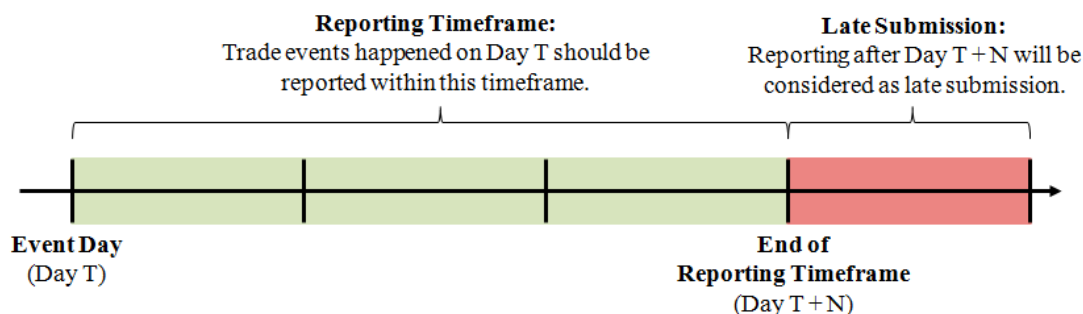 Reporting Timeframe:
Trade events happened on Day T should be
reported within this timeframe.
Late Submission:
Reporting after Day T + N will be
considered as late submission.
Event Day
(Day T)
End of
Reporting Timeframe
(Day T + N)